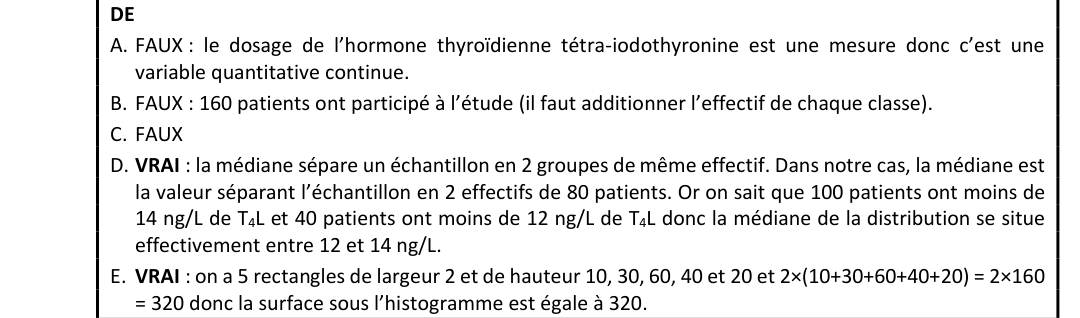 DE
A. FAUX : le dosage de l’hormone thyroïdienne tétra-iodothyronine est une mesure donc c’est une
variable quantitative continue.
B. FAUX : 160 patients ont participé à l’étude (il faut additionner l’effectif de chaque classe).
C. FAUX
D. VRAI : la médiane sépare un échantillon en 2 groupes de même effectif. Dans notre cas, la médiane est
la valeur séparant l’échantillon en 2 effectifs de 80 patients. Or on sait que 100 patients ont moins de
14 ng/L de T₄L et 40 patients ont moins de 12 ng/L de T₄L donc la médiane de la distribution se situe
effectivement entre 12 et 14 ng/L.
E. VRAI : on a 5 rectangles de largeur 2 et de hauteur 10, 30, 60, 40 et 20 et 2×(10+30+60+40+20) = 2×160
= 320 donc la surface sous l’histogramme est égale à 320.